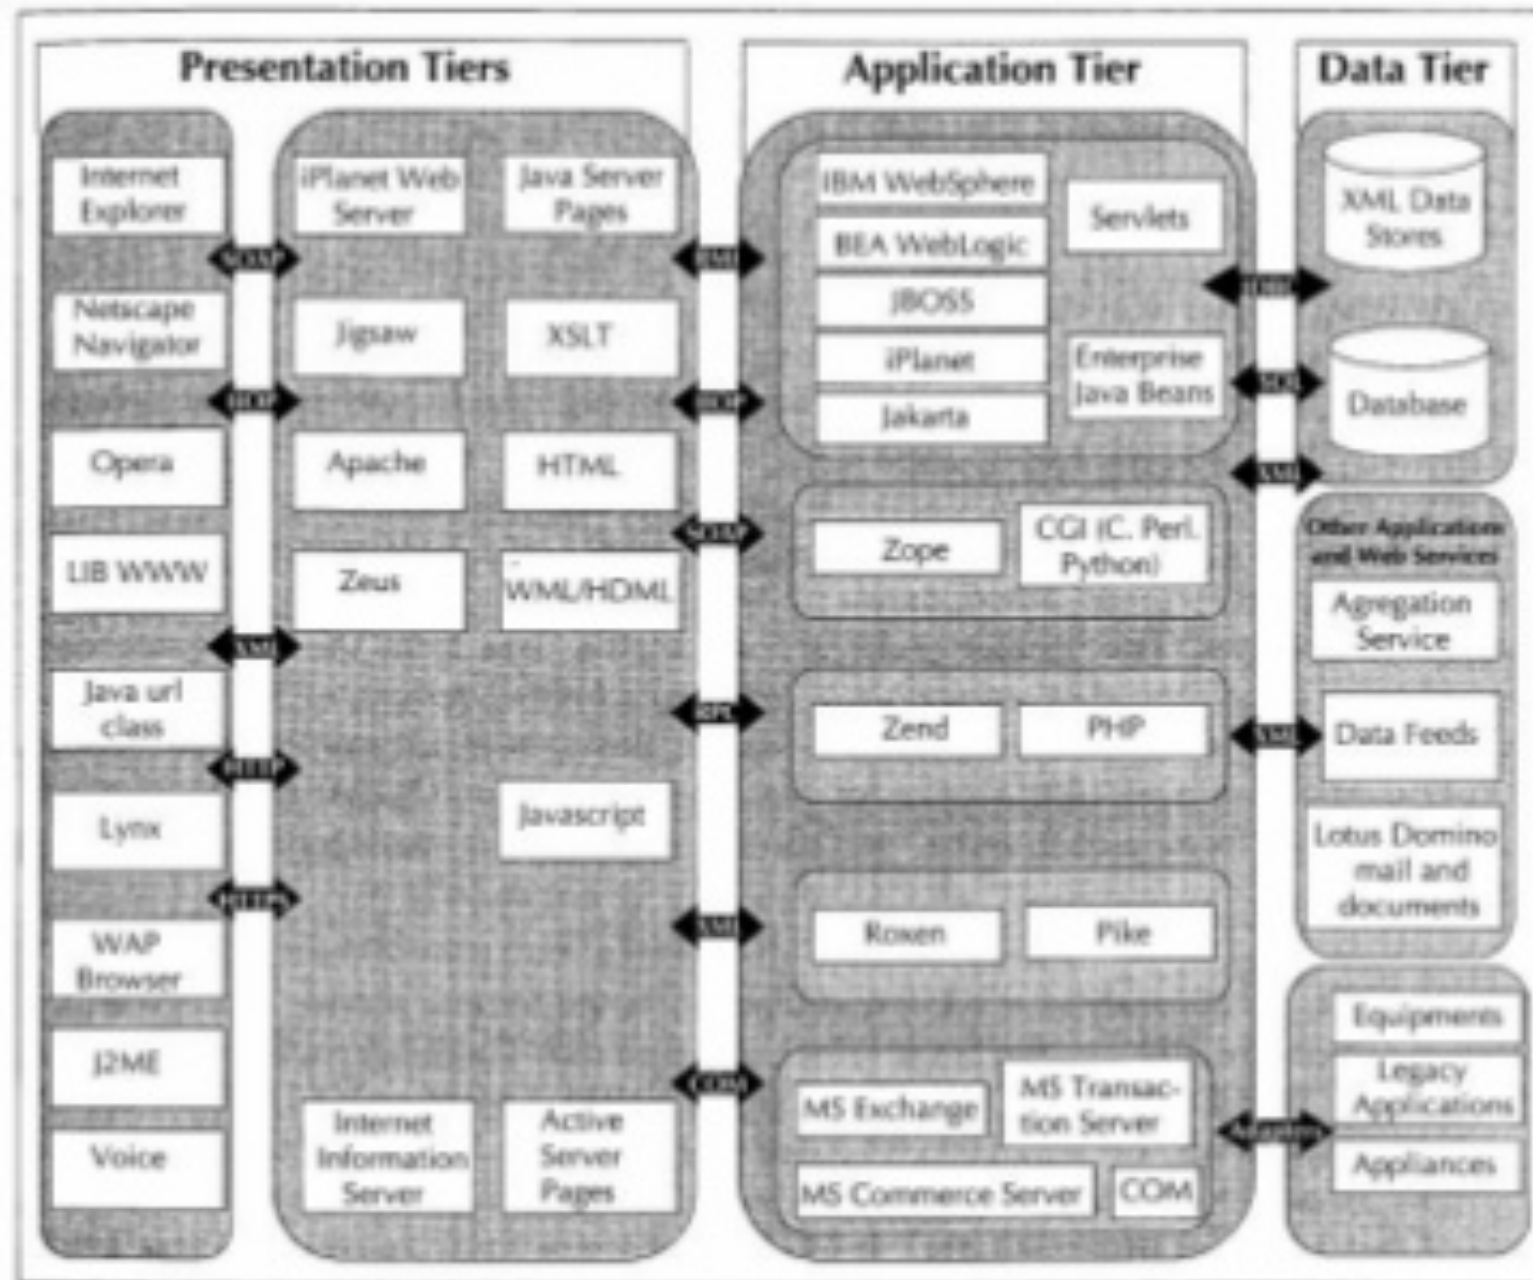 Presentation Tiers
Internet
Explorer
Netscape
Navigator
Opera
LIB WWW
Java url
class
Lynx
WAP
Browser
J2ME
Voice
SOAP
XML
HTTP
HTTPS
iPlanet Web
Server
Jigsaw
Apache
Zeus
Internet
Information
Server
Java Server
Pages
XSLT
HTML
WML/HDML
Javascript
Active
Server
Pages
SOAP
RPC
XML
COM
Application Tier
IBM WebSphere
BEA WebLogic
JBOSS
iPlanet
Jakarta
Servlets
Enterprise
Java Beans
Zope
CGI (C. Perl.
Python)
Zend
PHP
Roxen
Pike
MS Exchange
MS Transac-
tion Server
MS Commerce Server
COM
SQL
XML
XML
Data Tier
XML Data
Stores
Database
Other Applications
and Web Services
Agregation
Service
Data Feeds
Lotus Domino
mail and
documents
Equipments
Legacy
Applications
Appliances